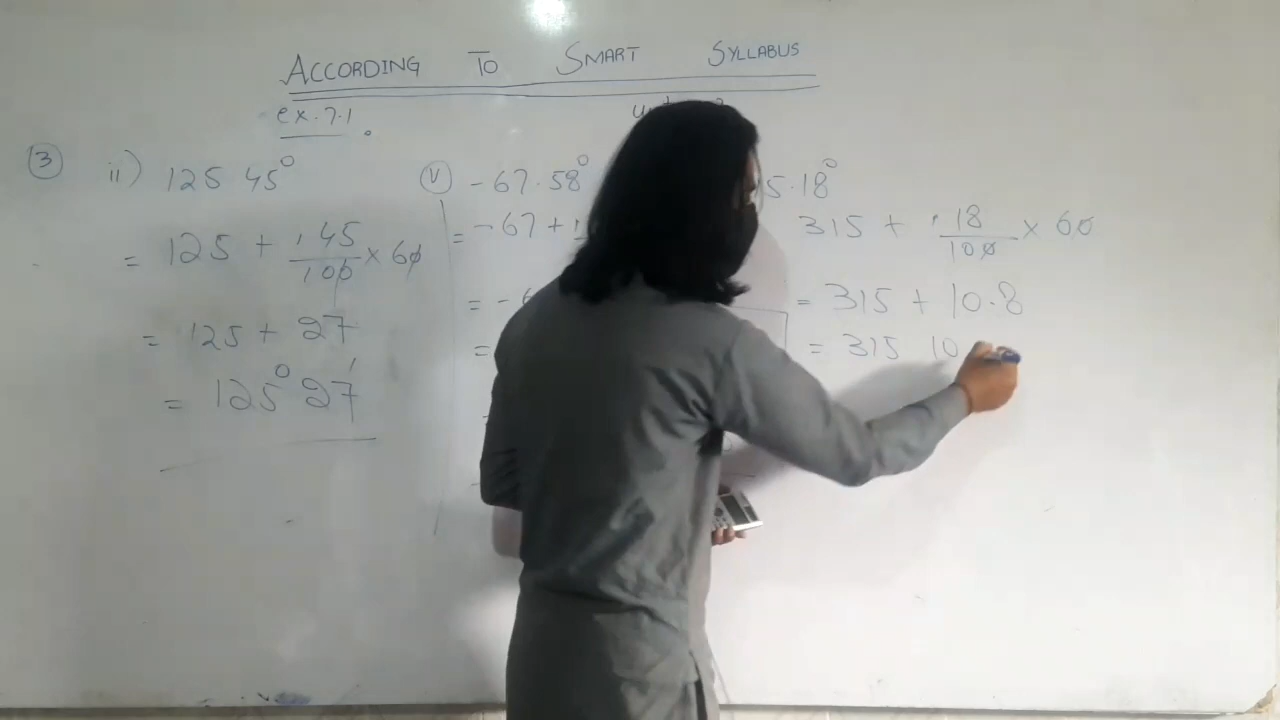 ACCORDING TO SMART SYLLABUS
ex. 7.1
3 ii) 125 45°
= 125 + .45/100 × 60
= 125 + 27
= 125° 27'
V -67.58°
= -67 +
= -
=
5.18°
315 + .18/100 × 60
= 315 + 10.8
= 315 10